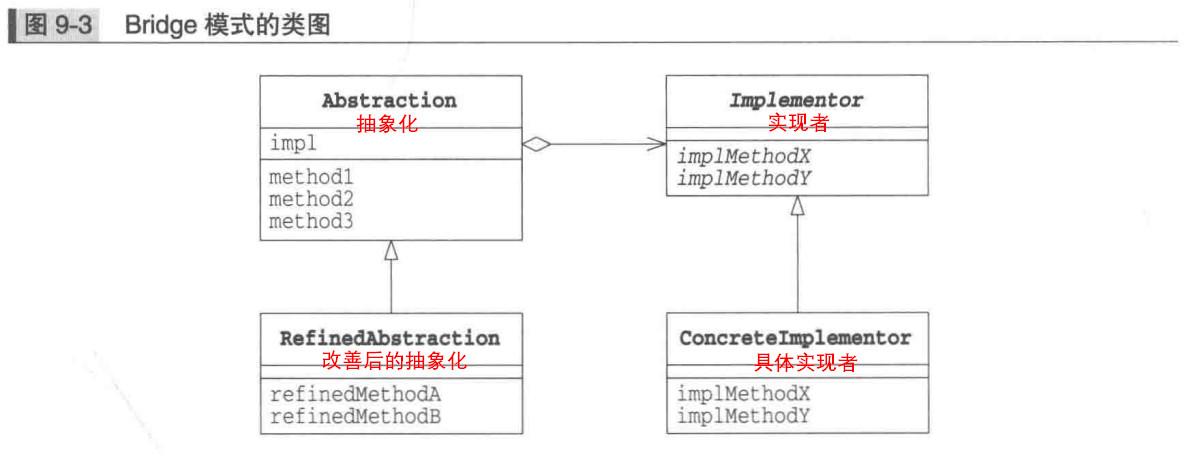 图 9-3 Bridge 模式的类图
Abstraction
抽象化
impl
method1
method2
method3
Implementor
实现者
implMethodX
implMethodY
RefinedAbstraction
改善后的抽象化
refinedMethodA
refinedMethodB
ConcreteImplementor
具体实现者
implMethodX
implMethodY